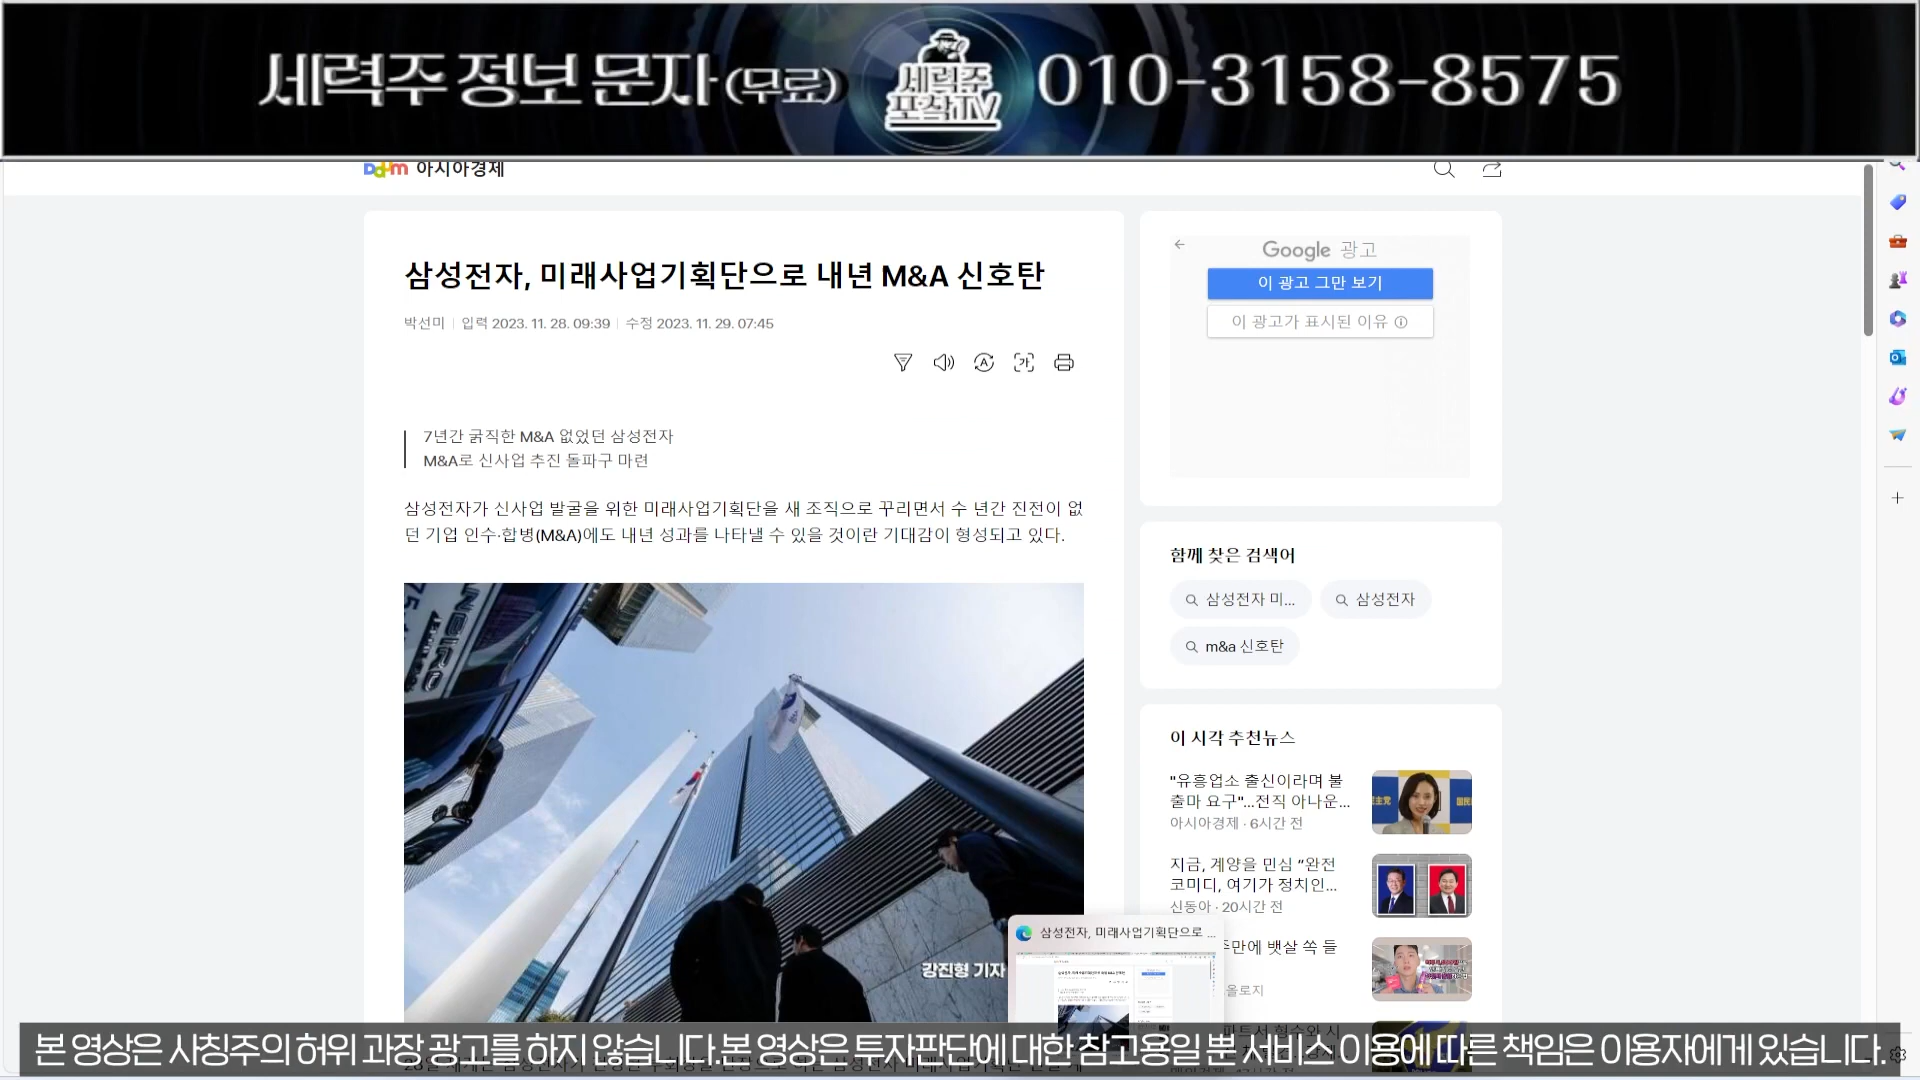 세력주 정보 문자 (무료)
세력주
포착TV
010-3158-8575
Daum 아시아경제
삼성전자, 미래사업기획단으로 내년 M&A 신호탄
박선미 입력 2023. 11. 28. 09:39 수정 2023. 11. 29. 07:45
7년간 굵직한 M&A 없었던 삼성전자
M&A로 신사업 추진 돌파구 마련
삼성전자가 신사업 발굴을 위한 미래사업기획단을 새 조직으로 꾸리면서 수 년간 진전이 없
던 기업 인수·합병(M&A)에도 내년 성과를 나타낼 수 있을 것이란 기대감이 형성되고 있다.
강진형 기자
Google 광고
이 광고 그만 보기
이 광고가 표시된 이유
함께 찾은 검색어
삼성전자 미...
삼성전자
m&a 신호탄
이 시각 추천뉴스
"유흥업소 출신이라며 불
출마 요구"...전직 아나운...
아시아경제 · 6시간 전
지금, 계양을 민심 "완전
코미디, 여기가 정치인...
신동아 · 20시간 전
주만에 뱃살 쏙 들
올로지
삼성전자, 미래사업기획단으로 ...
본 영상은 사칭주의 허위 과장 광고를 하지 않습니다.본 영상은 투자판단에 대한 참고용일 뿐 서비스 이용에 따른 책임은 이용자에게 있습니다.